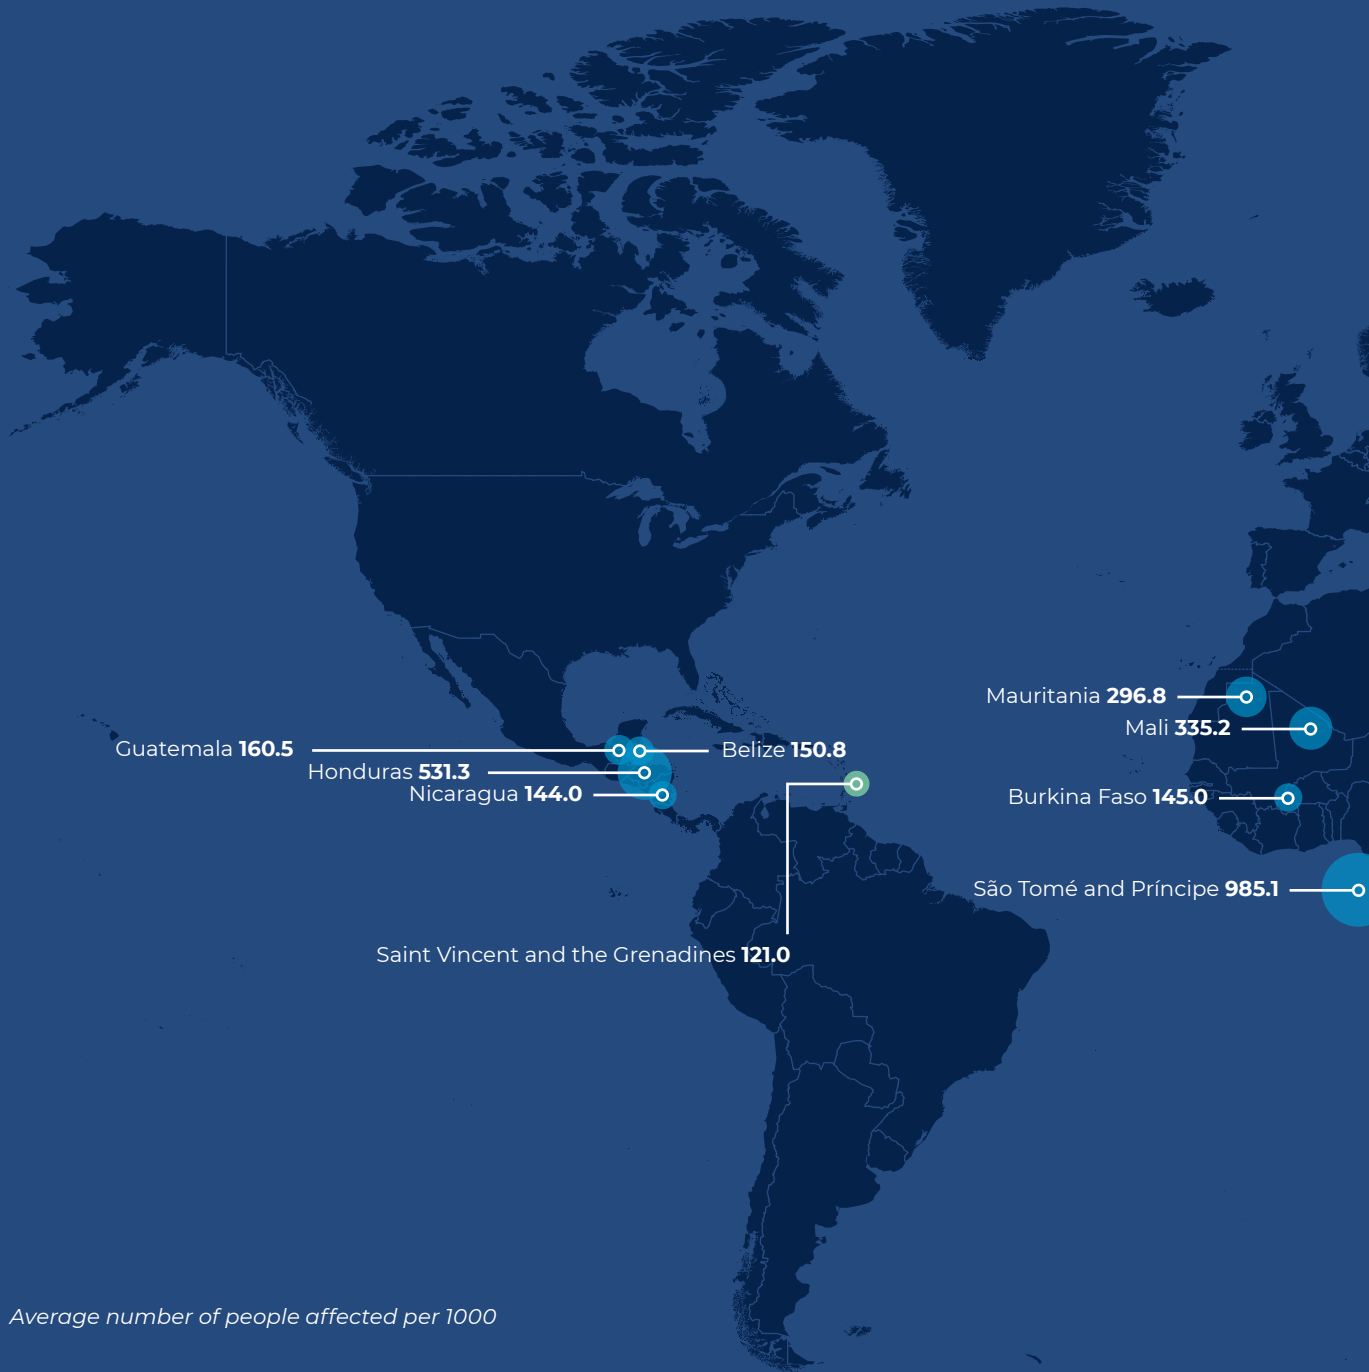 Mauritania 296.8
Mali 335.2
Guatemala 160.5
Belize 150.8
Honduras 531.3
Nicaragua 144.0
Burkina Faso 145.0
São Tomé and Príncipe 985.1
Saint Vincent and the Grenadines 121.0
Average number of people affected per 1000